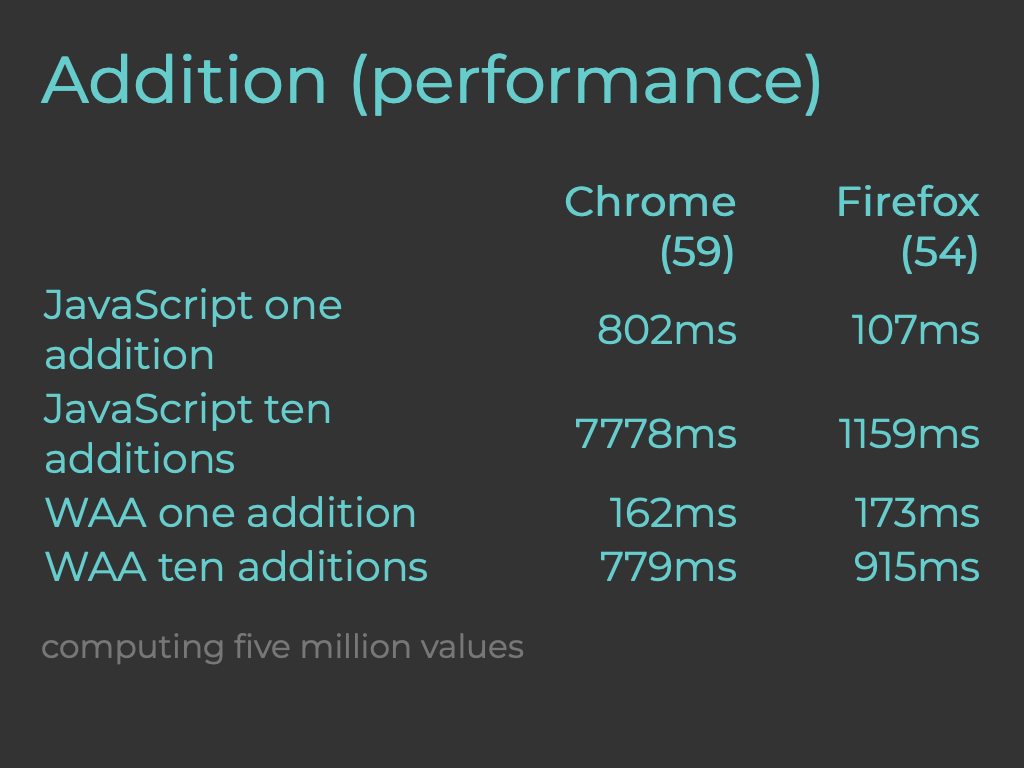 Addition (performance)
Chrome Firefox
(59) (54)
JavaScript one
addition 802ms 107ms
JavaScript ten
additions 7778ms 1159ms
WAA one addition 162ms 173ms
WAA ten additions 779ms 915ms
computing five million values